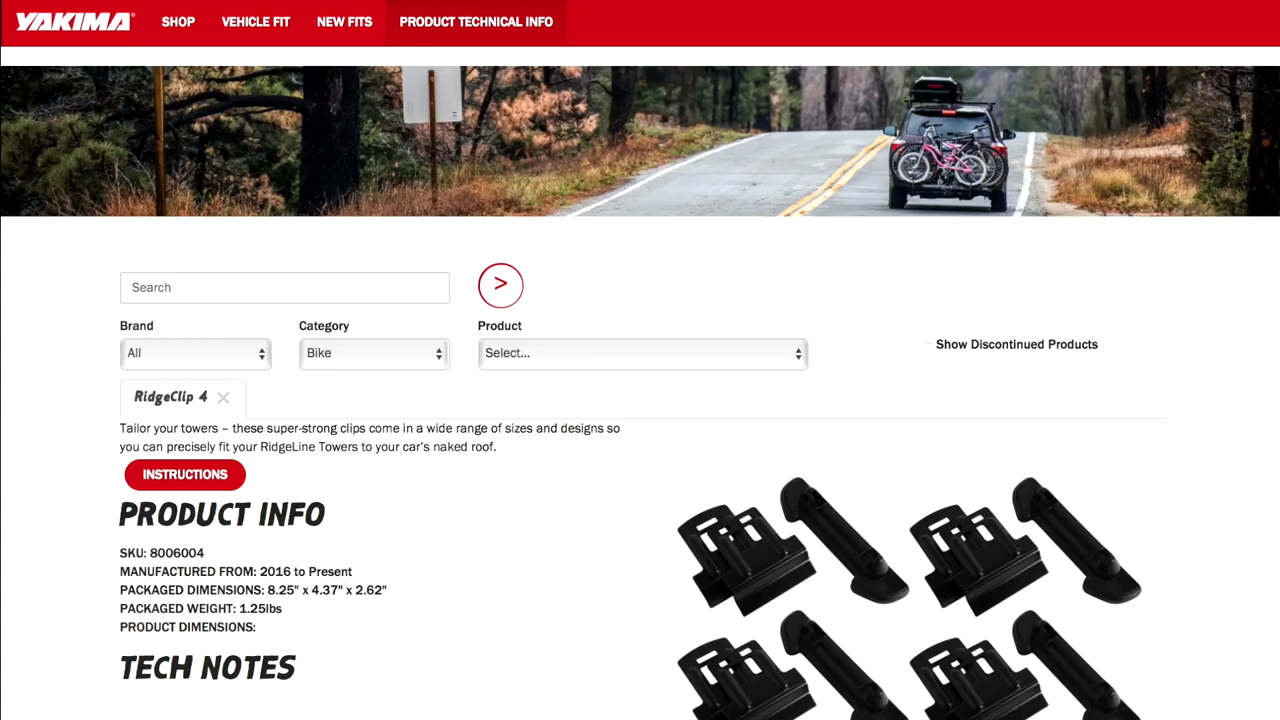 YAKIMA®
SHOP VEHICLE FIT NEW FITS PRODUCT TECHNICAL INFO
Search
>
Brand Category Product
All Bike Select...
Show Discontinued Products
RidgeClip 4
Tailor your towers – these super-strong clips come in a wide range of sizes and designs so
you can precisely fit your RidgeLine Towers to your car's naked roof.
INSTRUCTIONS
PRODUCT INFO
SKU: 8006004
MANUFACTURED FROM: 2016 to Present
PACKAGED DIMENSIONS: 8.25" x 4.37" x 2.62"
PACKAGED WEIGHT: 1.25lbs
PRODUCT DIMENSIONS:
TECH NOTES